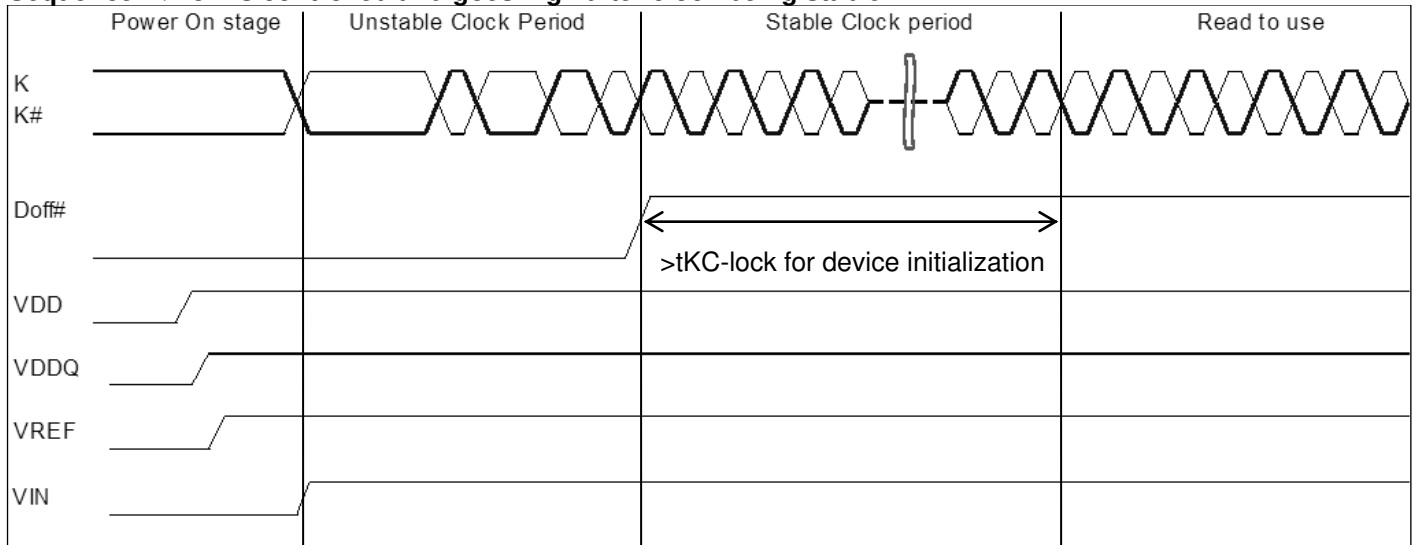 Power On stage Unstable Clock Period Stable Clock period Read to use
K
K#
Doff#
>tKC-lock for device initialization
VDD
VDDQ
VREF
VIN